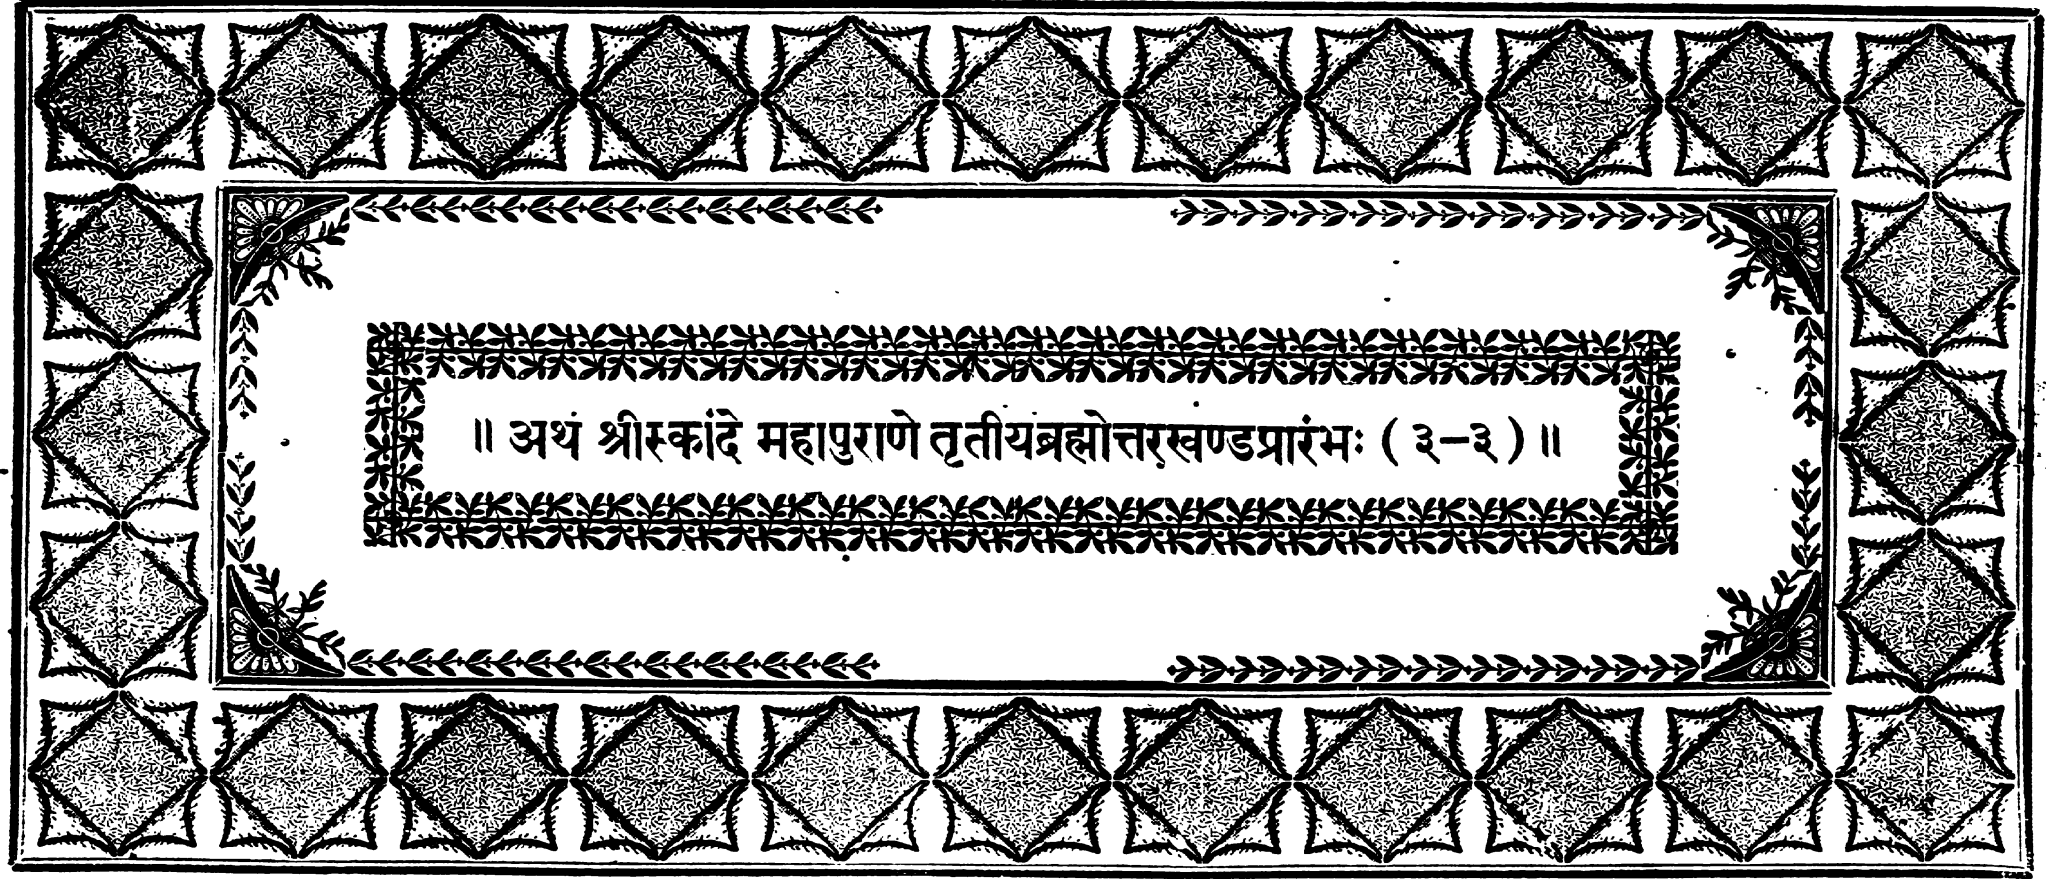 ॥ अथ श्रीस्कांदे महापुराणे तृतीयब्रह्मोत्तरखण्डप्रारंभः ( ३–३ ) ॥